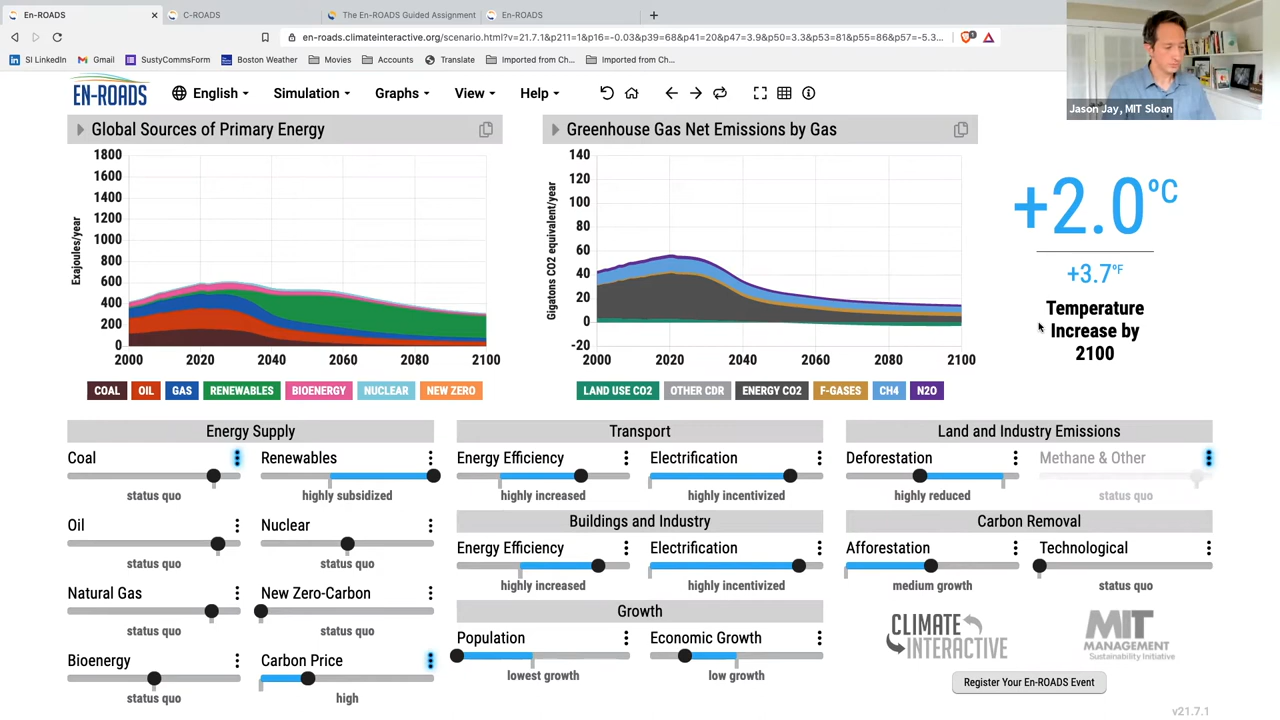 En-ROADS
C-ROADS
The En-ROADS Guided Assignment
En-ROADS
en-roads.climateinteractive.org/scenario.html?v=21.7.1&p211=1&p16=-0.03&p39=68&p41=20&p47=3.9&p50=3.3&p53=81&p55=86&p57=-5.3...
1
SI LinkedIn
Gmail
SustyCommsForm
Boston Weather
Movies
Accounts
Translate
Imported from Ch...
Imported from Ch...
Jason Jay, MIT Sloan
EN-ROADS
English
Simulation
Graphs
View
Help
Global Sources of Primary Energy
Exajoules/year
1800
1600
1400
1200
1000
800
600
400
200
0
2000 2020 2040 2060 2080 2100
COAL OIL GAS RENEWABLES BIOENERGY NUCLEAR NEW ZERO
Greenhouse Gas Net Emissions by Gas
Gigatons CO2 equivalent/year
140
120
100
80
60
40
20
0
-20
2000 2020 2040 2060 2080 2100
LAND USE CO2 OTHER CDR ENERGY CO2 F-GASES CH4 N2O
+2.0°C
+3.7°F
Temperature
Increase by
2100
Energy Supply
Coal
status quo
Renewables
highly subsidized
Oil
status quo
Nuclear
status quo
Natural Gas
status quo
New Zero-Carbon
status quo
Bioenergy
status quo
Carbon Price
high
Transport
Energy Efficiency
highly increased
Electrification
highly incentivized
Buildings and Industry
Energy Efficiency
highly increased
Electrification
highly incentivized
Growth
Population
lowest growth
Economic Growth
low growth
Land and Industry Emissions
Deforestation
highly reduced
Methane & Other
status quo
Carbon Removal
Afforestation
medium growth
Technological
status quo
CLIMATE
INTERACTIVE
MIT
MANAGEMENT
Sustainability Initiative
Register Your En-ROADS Event
v21.7.1